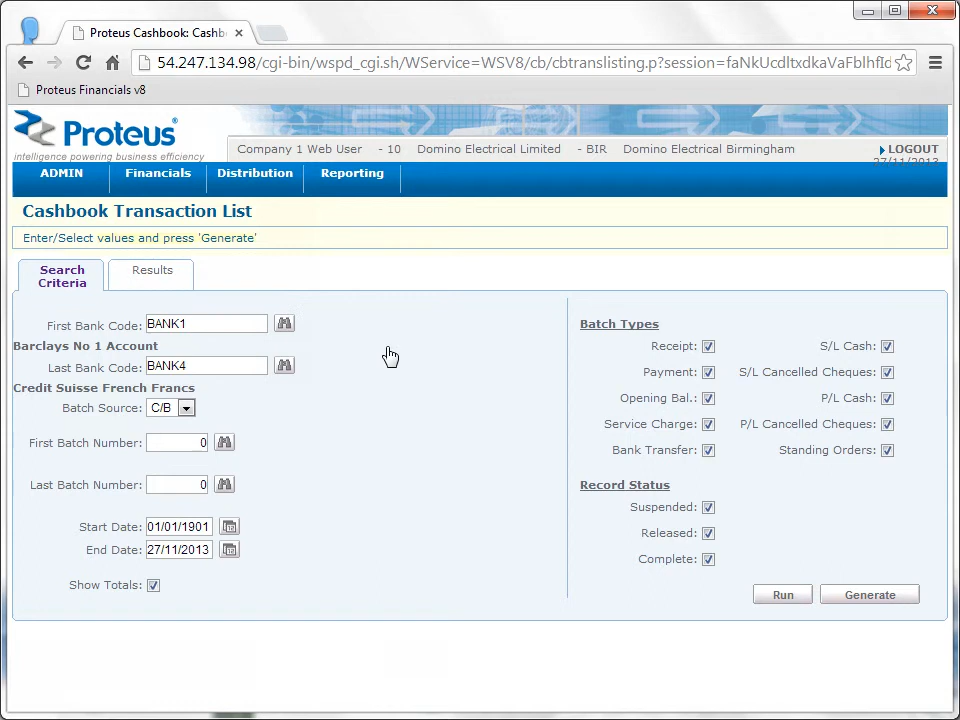 Proteus Cashbook: Cashb
54.247.134.98/cgi-bin/wspd_cgi.sh/WService=WSV8/cb/cbtranslisting.p?session=faNkUcdltxdkaVaFblhfId
Proteus Financials v8
Proteus
intelligence powering business efficiency
Company 1 Web User - 10 Domino Electrical Limited - BIR Domino Electrical Birmingham
LOGOUT
27/11/2013
ADMIN Financials Distribution Reporting
Cashbook Transaction List
Enter/Select values and press 'Generate'
Search Criteria
Results
First Bank Code: BANK1
Barclays No 1 Account
Last Bank Code: BANK4
Credit Suisse French Francs
Batch Source: C/B
First Batch Number: 0
Last Batch Number: 0
Start Date: 01/01/1901
End Date: 27/11/2013
Show Totals:
Batch Types
Receipt: S/L Cash:
Payment: S/L Cancelled Cheques:
Opening Bal.: P/L Cash:
Service Charge: P/L Cancelled Cheques:
Bank Transfer: Standing Orders:
Record Status
Suspended:
Released:
Complete:
Run Generate